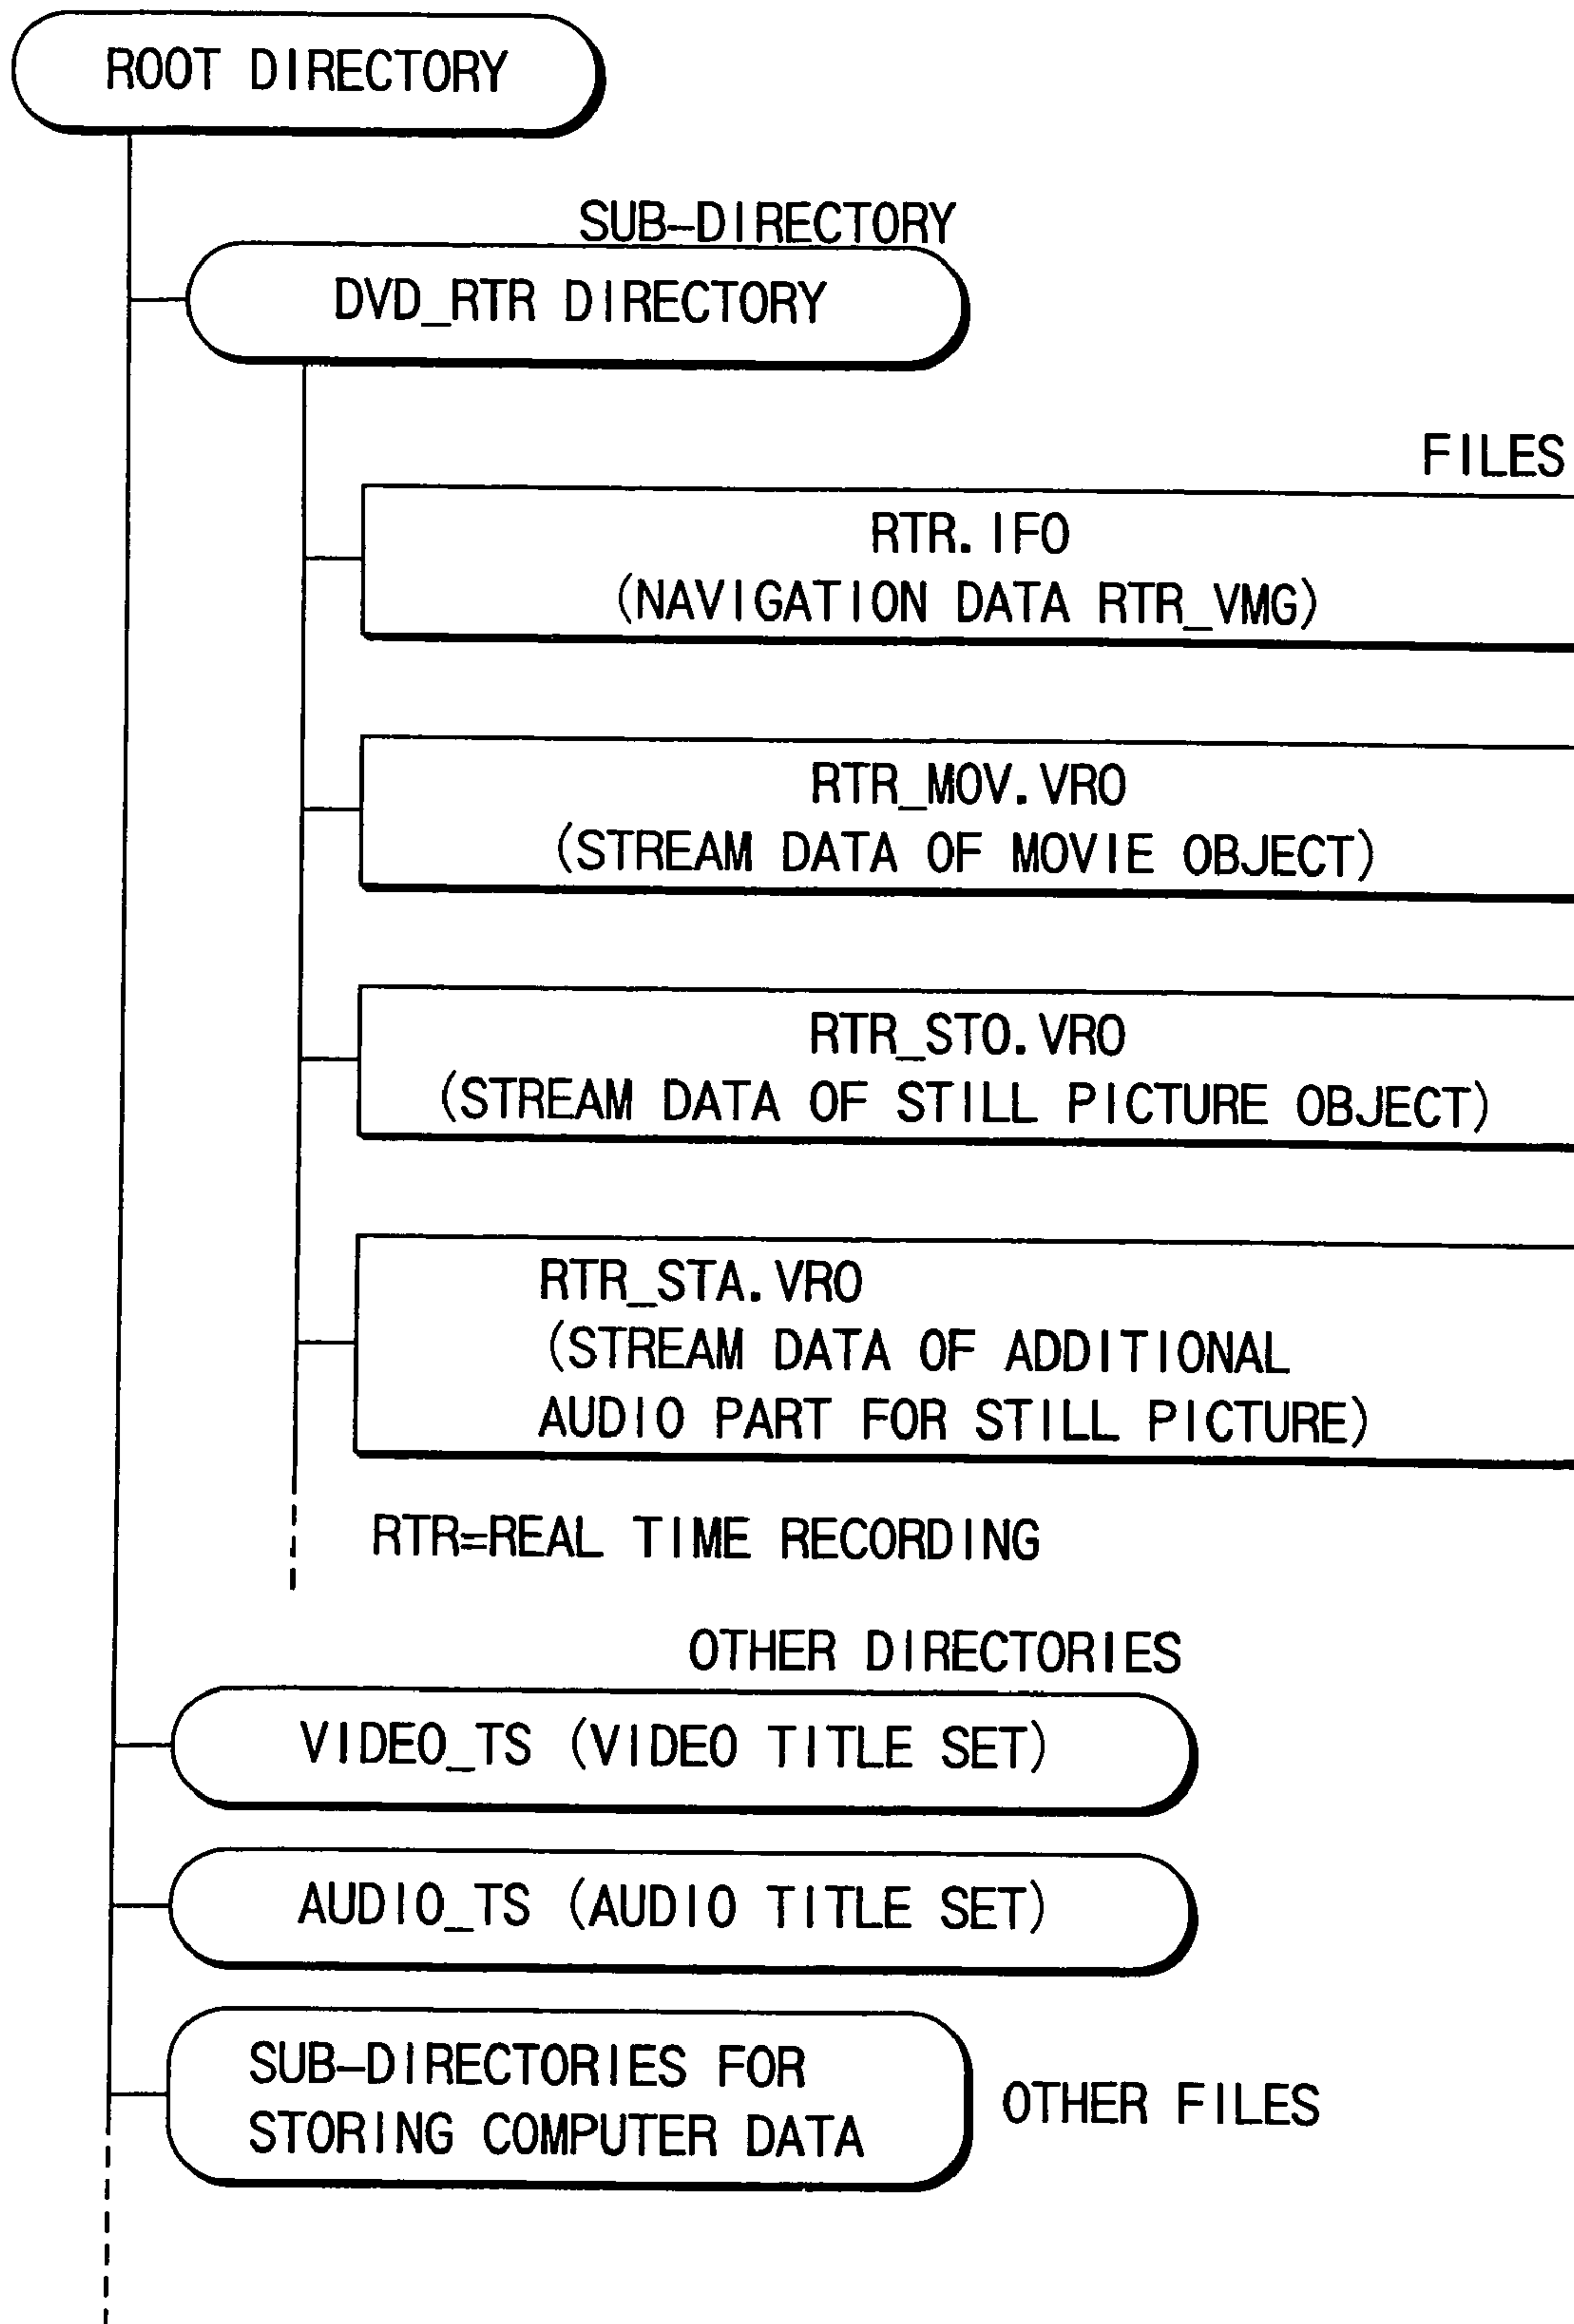 ROOT DIRECTORY
SUB-DIRECTORY
DVD_RTR DIRECTORY
FILES
RTR.IFO
(NAVIGATION DATA RTR_VMG)
RTR_MOV.VRO
(STREAM DATA OF MOVIE OBJECT)
RTR_STO.VRO
(STREAM DATA OF STILL PICTURE OBJECT)
RTR_STA.VRO
(STREAM DATA OF ADDITIONAL
AUDIO PART FOR STILL PICTURE)
RTR=REAL TIME RECORDING
OTHER DIRECTORIES
VIDEO_TS (VIDEO TITLE SET)
AUDIO_TS (AUDIO TITLE SET)
SUB-DIRECTORIES FOR
STORING COMPUTER DATA
OTHER FILES